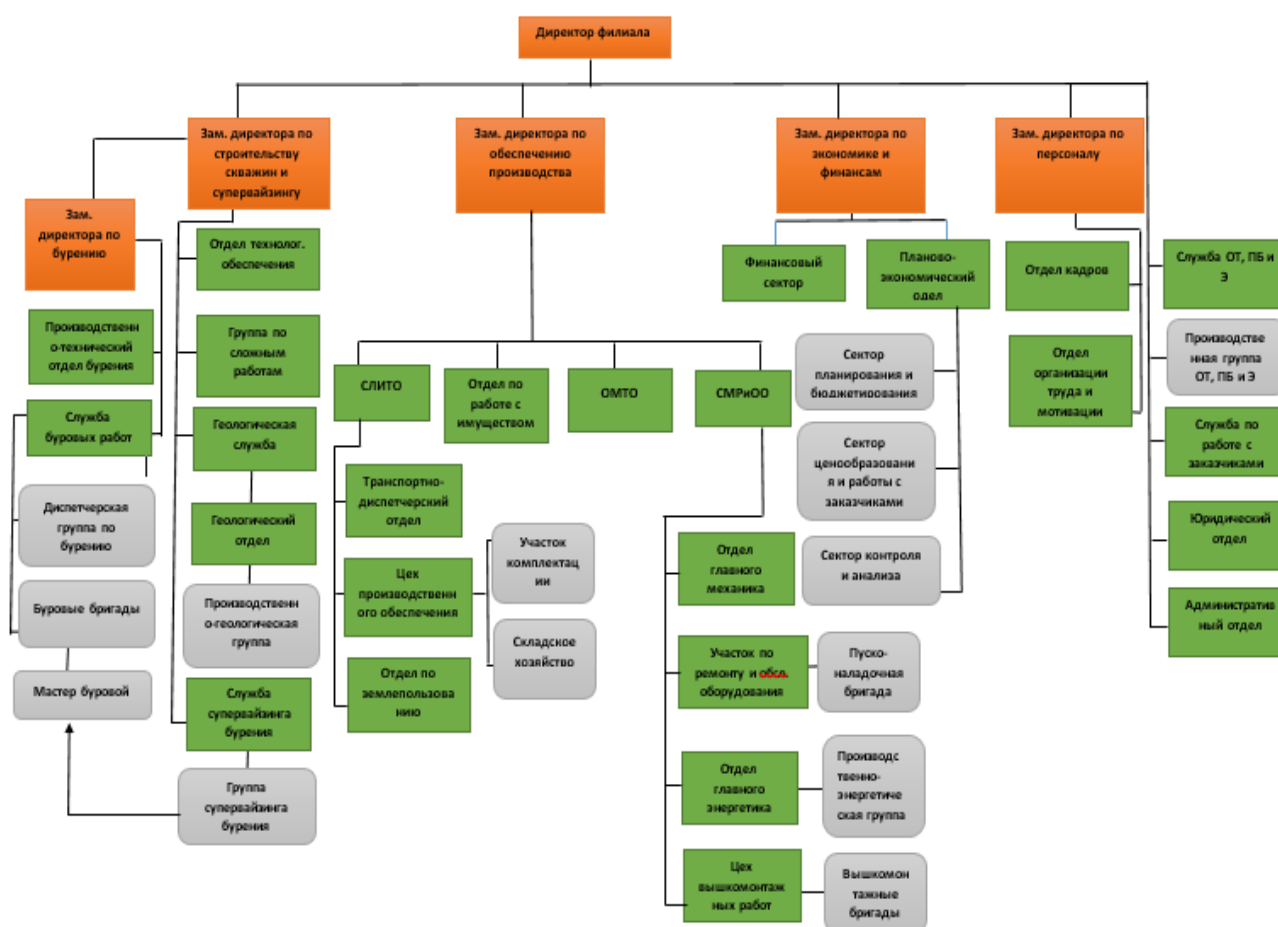 Директор филиала
Зам. директора по
строительству
скважин и
супервайзингу
Зам. директора по
обеспечению
производства
Зам. директора по
экономике и
финансам
Зам. директора по
персоналу
Зам.
директора по
бурению
Отдел технолог.
обеспечения
Финансовый
сектор
Планово-
экономический
одел
Отдел кадров
Служба ОТ, ПБ и
Э
Производственн
о-технический
отдел бурения
Группа по
сложным
работам
Сектор
планирования и
бюджетирования
Отдел
организации
труда и
мотивации
Производстве
нная группа
ОТ, ПБ и Э
СЛИТО
Отдел по
работе с
имуществом
ОМТО
СМРиОО
Служба
буровых работ
Геологическая
служба
Сектор
ценообразовани
я и работы с
заказчиками
Служба по
работе с
заказчиками
Диспетчерская
группа по
бурению
Геологический
отдел
Транспортно-
диспетчерский
отдел
Участок
комплектац
ии
Отдел
главного
механика
Сектор контроля
и анализа
Юридический
отдел
Буровые бригады
Производственн
о-геологическая
группа
Цех
производствен
ного обеспечения
Складское
хозяйство
Административ
ный отдел
Мастер буровой
Служба
супервайзинга
бурения
Отдел по
землепользова
нию
Участок по
ремонту и обсл.
оборудования
Пуско-
наладочная
бригада
Группа
супервайзинга
бурения
Отдел
главного
энергетика
Производс
твенно-
энергетиче
ская группа
Цех
вышкомонтаж
ных работ
Вышкомон
тажные
бригады